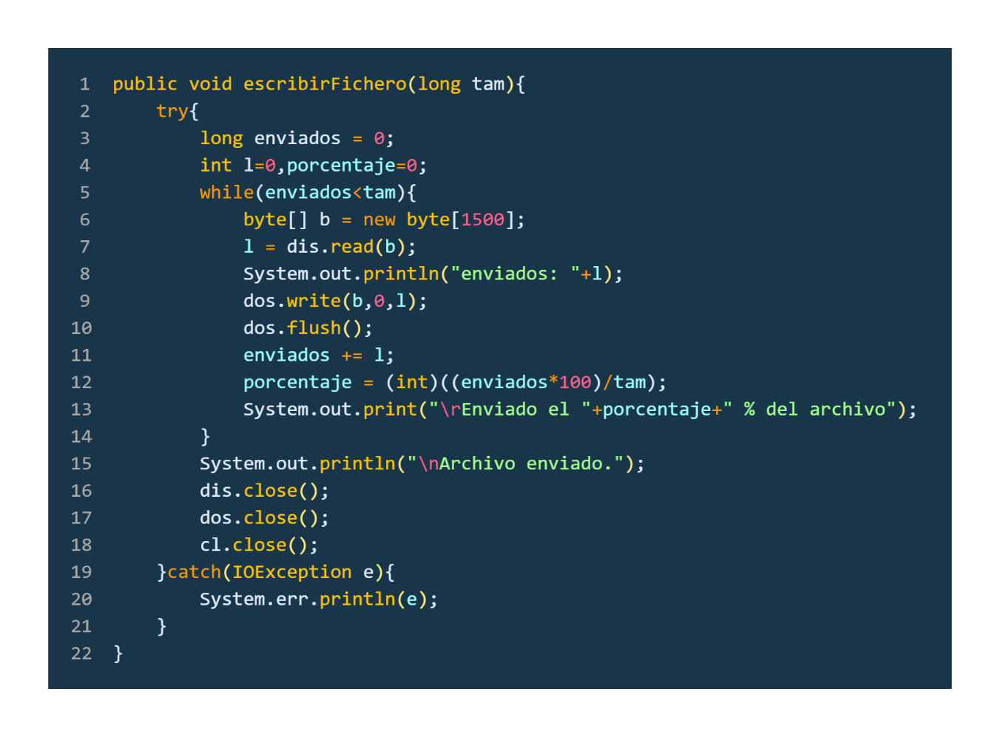 1 public void escribirFichero(long tam){
2     try{
3         long enviados = 0;
4         int l=0,porcentaje=0;
5         while(enviados<tam){
6             byte[] b = new byte[1500];
7             l = dis.read(b);
8             System.out.println("enviados: "+l);
9             dos.write(b,0,l);
10             dos.flush();
11             enviados += l;
12             porcentaje = (int)((enviados*100)/tam);
13             System.out.print("\rEnviado el "+porcentaje+" % del archivo");
14         }
15         System.out.println("\nArchivo enviado.");
16         dis.close();
17         dos.close();
18         cl.close();
19     }catch(IOException e){
20         System.err.println(e);
21     }
22 }